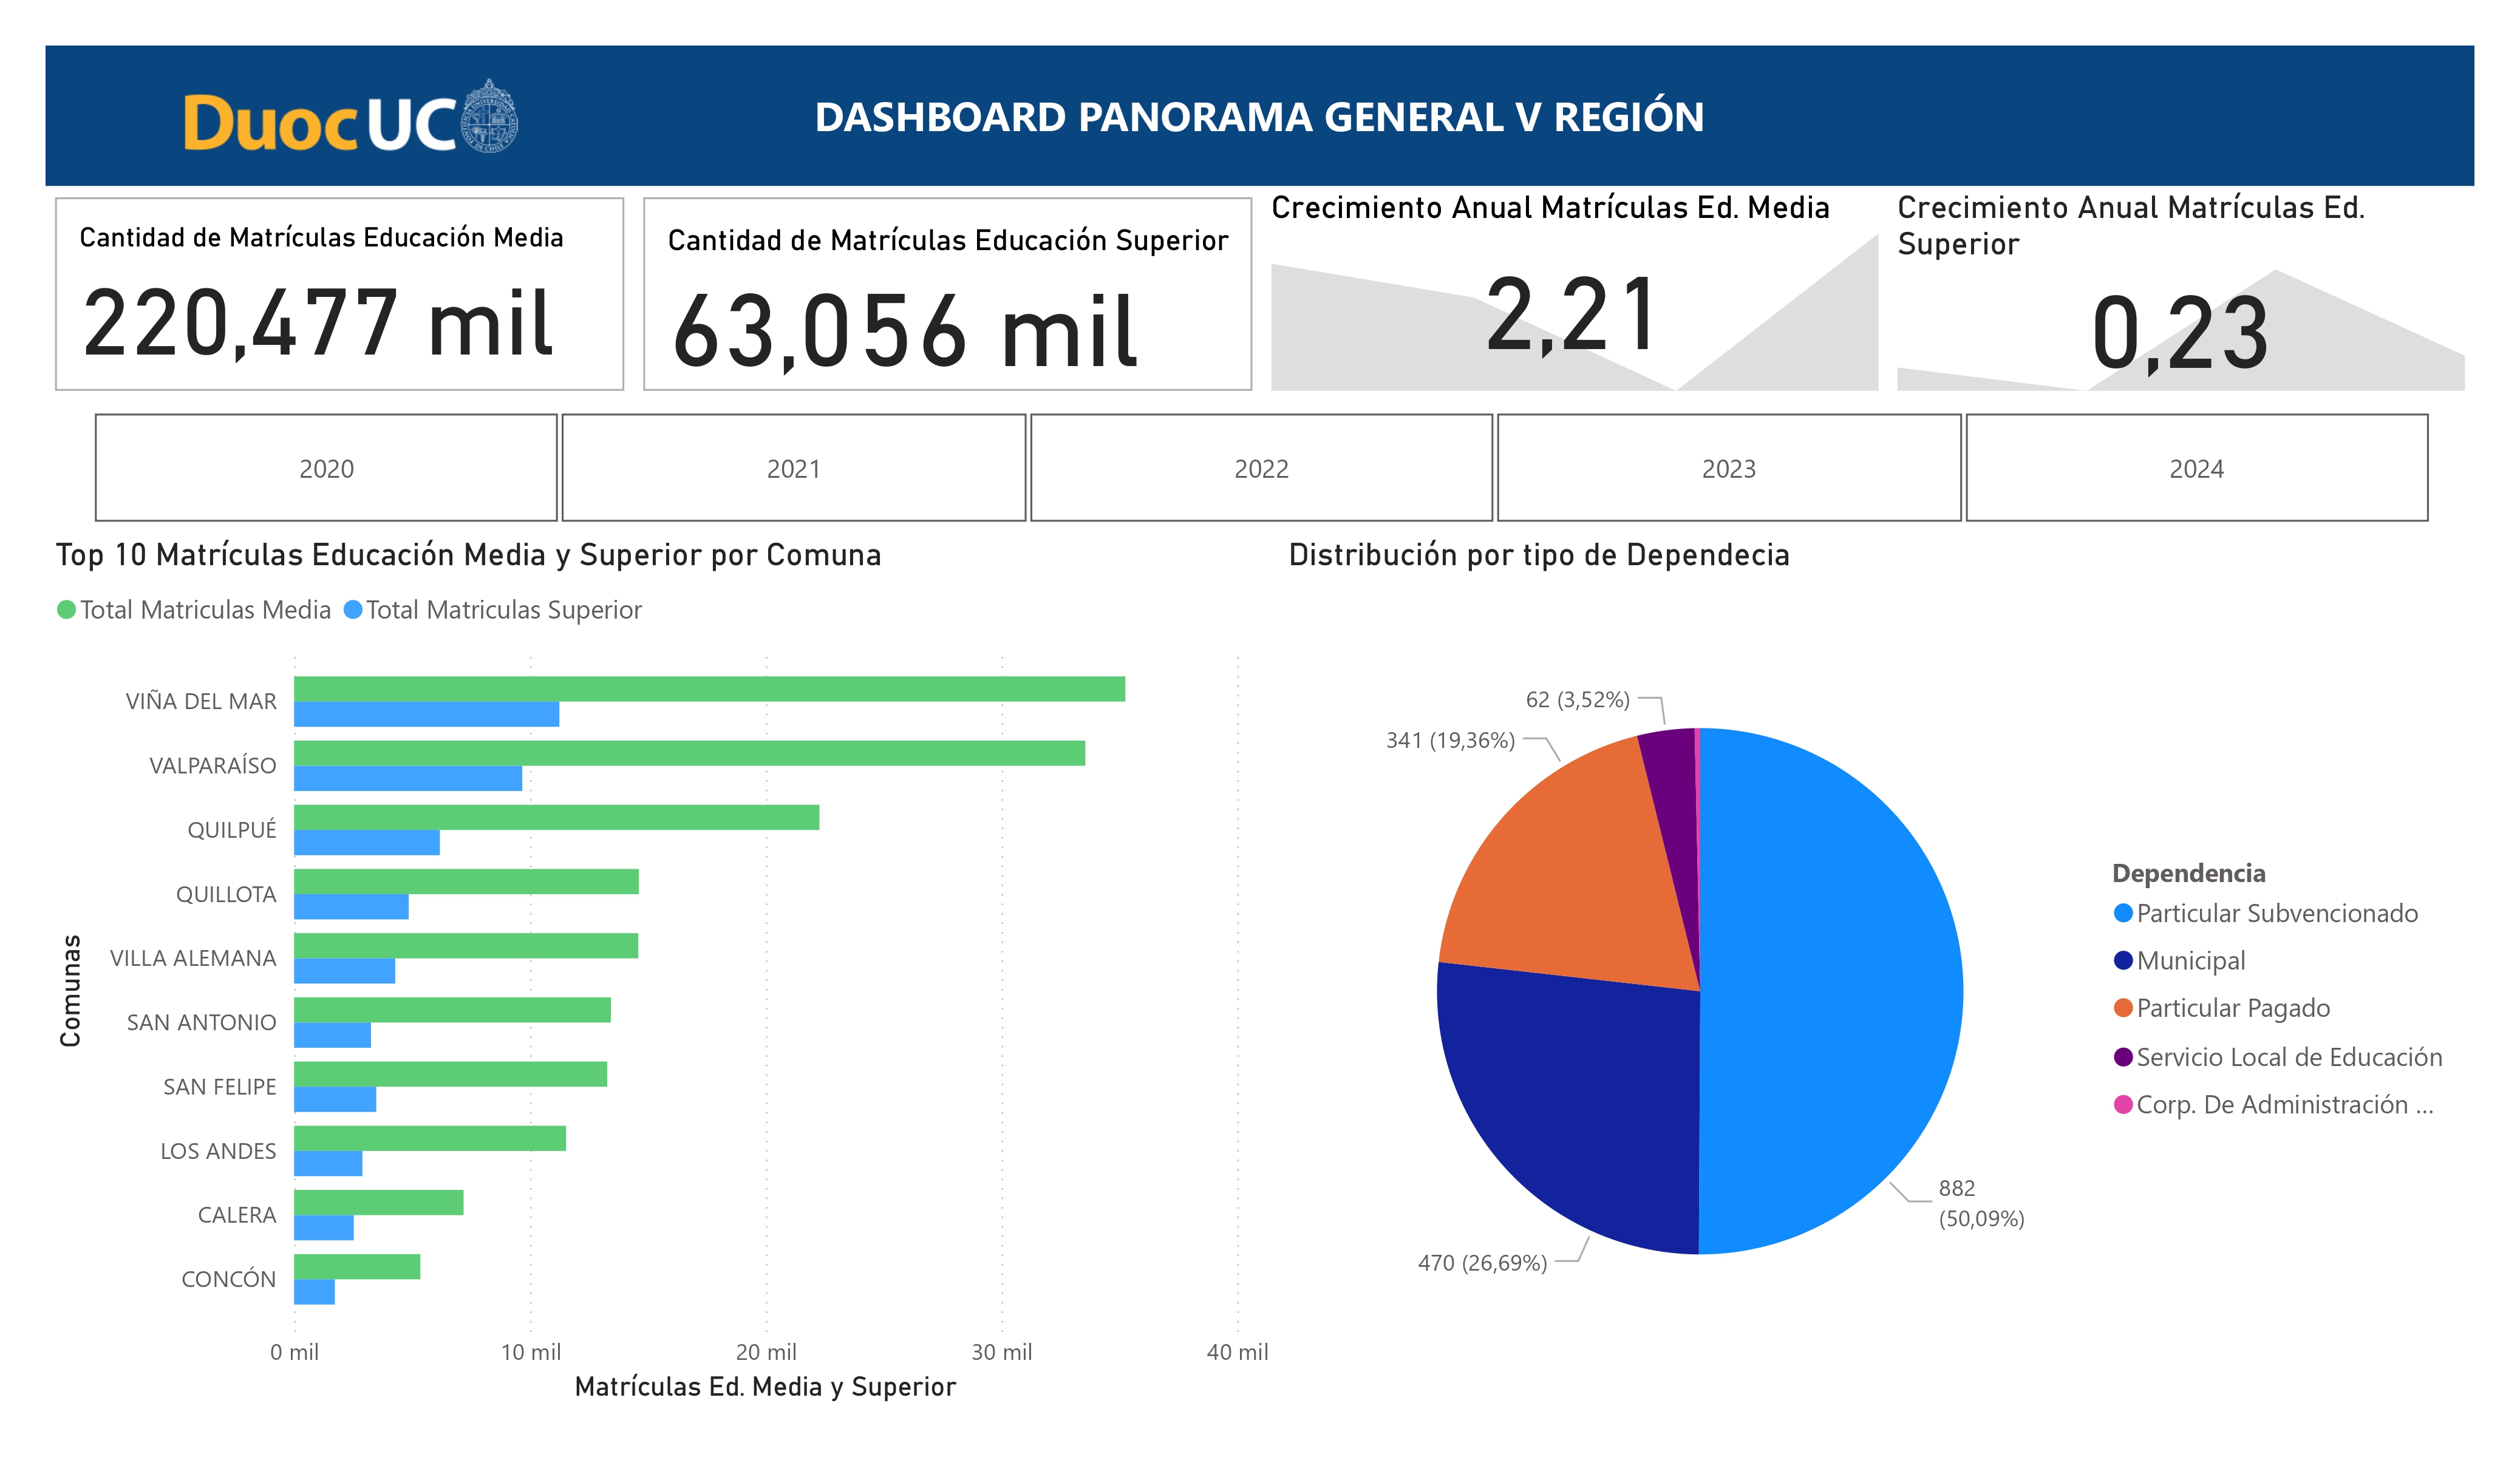 Duoc UC
DASHBOARD PANORAMA GENERAL V REGIÓN
Cantidad de Matrículas Educación Media
220,477 mil
Cantidad de Matrículas Educación Superior
63,056 mil
Crecimiento Anual Matrículas Ed. Media
2,21
Crecimiento Anual Matrículas Ed.
Superior
0,23
2020
2021
2022
2023
2024
Top 10 Matrículas Educación Media y Superior por Comuna
Total Matriculas Media
Total Matriculas Superior
Comunas
VIÑA DEL MAR
VALPARAÍSO
QUILPUÉ
QUILLOTA
VILLA ALEMANA
SAN ANTONIO
SAN FELIPE
LOS ANDES
CALERA
CONCÓN
0 mil
10 mil
20 mil
30 mil
40 mil
Matrículas Ed. Media y Superior
Distribución por tipo de Dependecia
62 (3,52%)
341 (19,36%)
470 (26,69%)
882
(50,09%)
Dependencia
Particular Subvencionado
Municipal
Particular Pagado
Servicio Local de Educación
Corp. De Administración ...